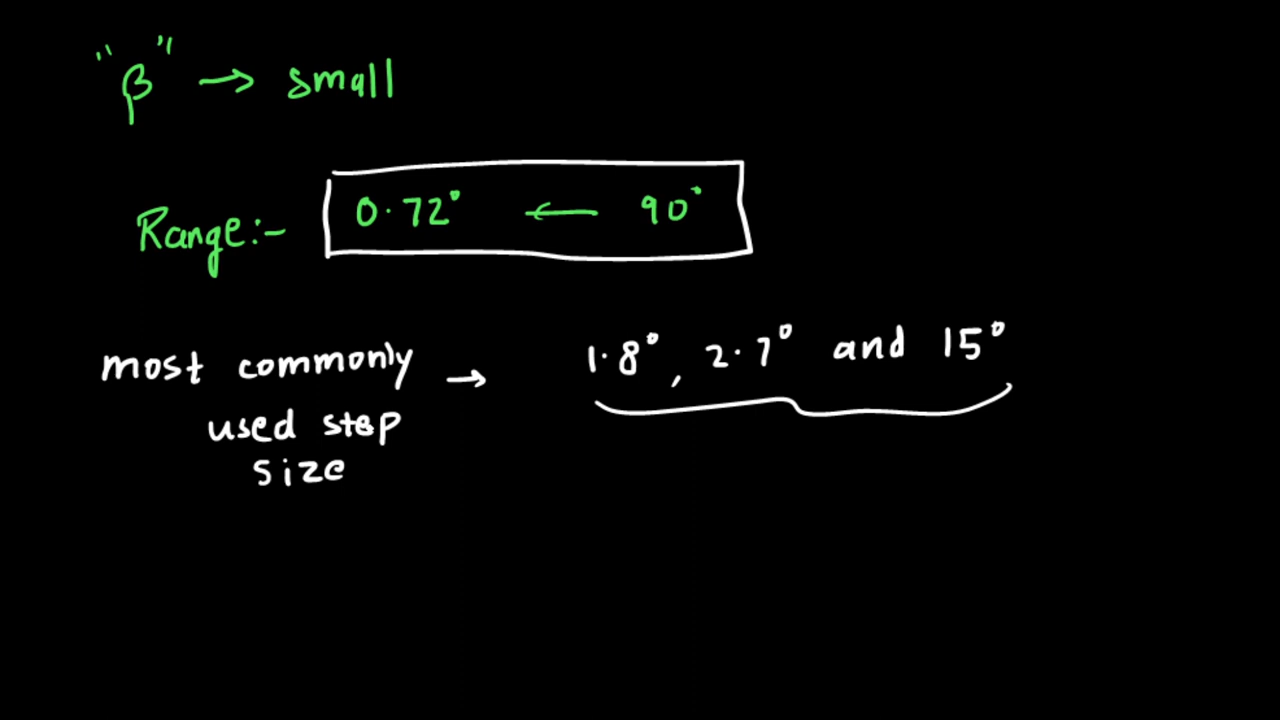 "β" → small
Range:- 0.72° ← 90°
most commonly → 1.8°, 2.7° and 15°
used step
size